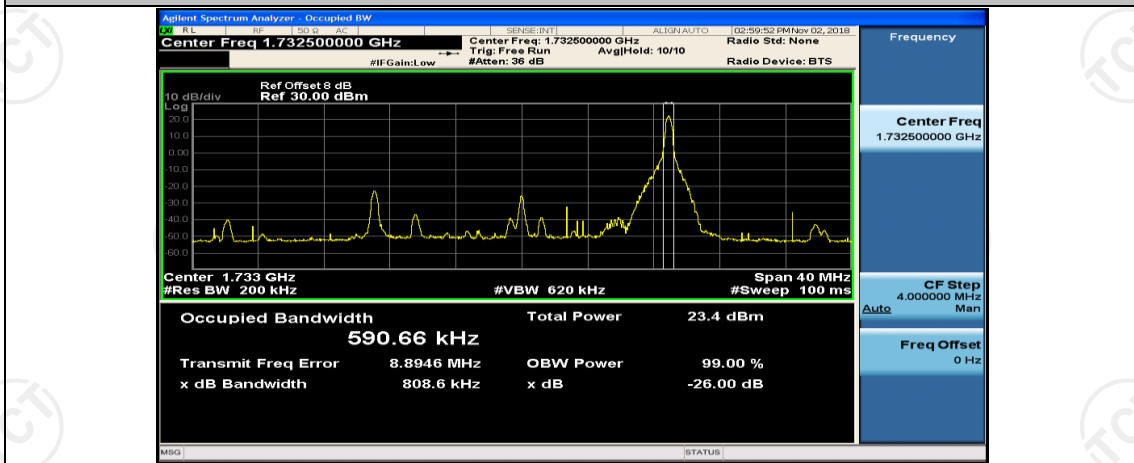 Agilent Spectrum Analyzer - Occupied BW
LXI RL RF 50 Ω AC SENSE:INT ALIGN AUTO 02:59:52 PM Nov 02, 2018
Center Freq 1.732500000 GHz
Center Freq: 1.732500000 GHz
Radio Std: None
Trig: Free Run Avg|Hold: 10/10
#IFGain:Low #Atten: 36 dB Radio Device: BTS
Ref Offset 8 dB
10 dB/div Ref 30.00 dBm
Log
20.0
10.0
0.00
-10.0
-20.0
-30.0
-40.0
-50.0
-60.0
Center 1.733 GHz Span 40 MHz
#Res BW 200 kHz #VBW 620 kHz #Sweep 100 ms
Occupied Bandwidth Total Power 23.4 dBm
590.66 kHz
Transmit Freq Error 8.8946 MHz OBW Power 99.00 %
x dB Bandwidth 808.6 kHz x dB -26.00 dB
MSG STATUS
Frequency
Center Freq
1.732500000 GHz
CF Step
4.000000 MHz
Auto Man
Freq Offset
0 Hz
TCT
TCT
TCT
TCT